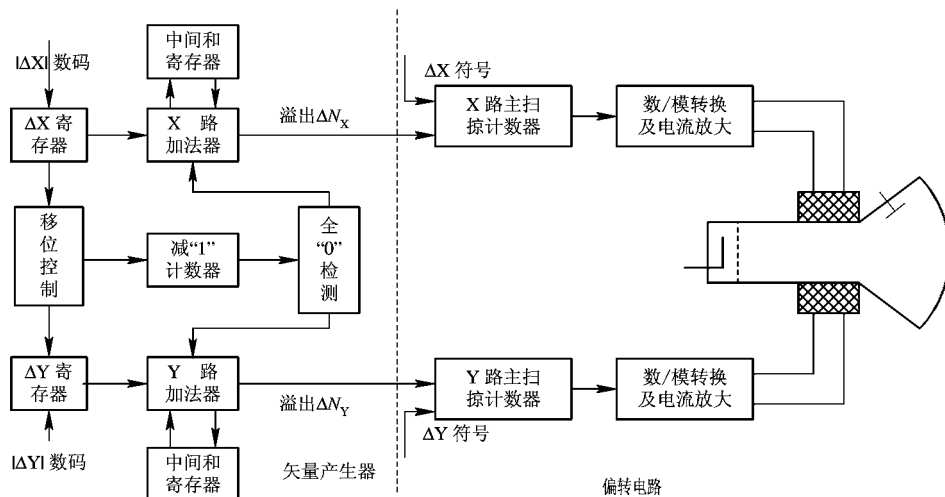 |ΔX| 数码
中间和
寄存器
ΔX 符号
ΔX 寄
存器
X 路
加法器
溢出ΔN_X
X 路主扫
掠计数器
数/模转换
及电流放大
移
位
控
制
减“1”
计数器
全
“0”
检
测
ΔY 寄
存器
Y 路
加法器
溢出ΔN_Y
Y 路主扫
掠计数器
数/模转换
及电流放大
ΔY 符号
|ΔY| 数码
中间和
寄存器
矢量产生器
偏转电路